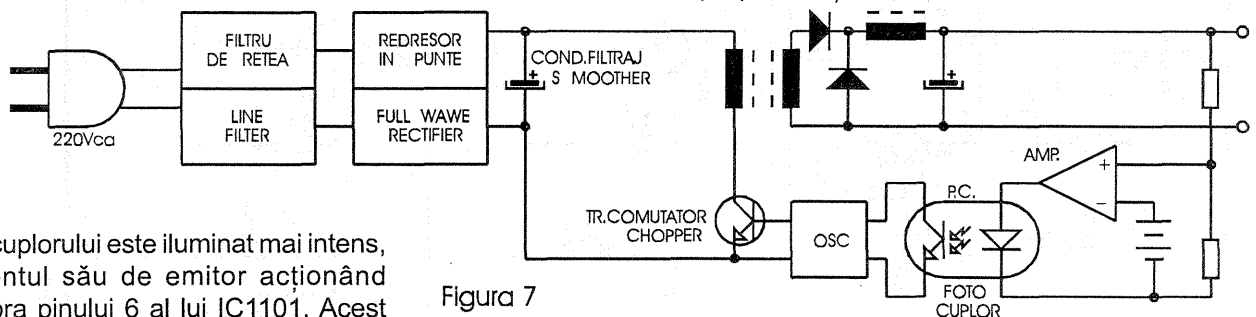 FILTRU
DE RETEA
LINE
FILTER
REDRESOR
IN PUNTE
FULL WAWE
RECTIFIER
COND.FILTRAJ
S MOOTHER
+
+
220Vca
TR.COMUTATOR
CHOPPER
OSC
P.C.
AMP.
+
–
FOTO
CUPLOR
cuplorului este iluminat mai intens,
entul său de emitor acționând
pra pinului 6 al lui IC1101. Acest
Figura 7